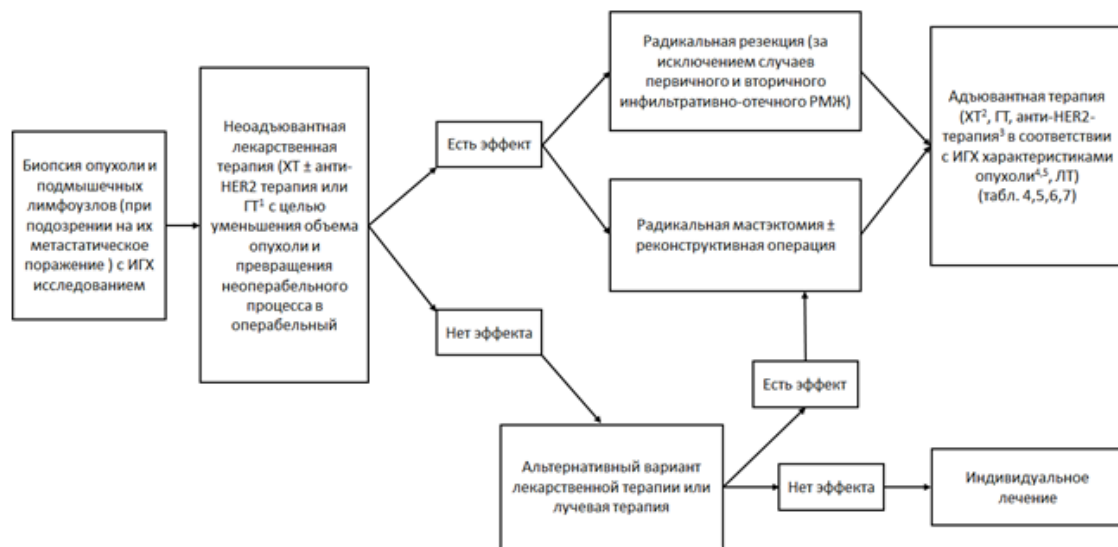 Биопсия опухоли и
подмышечных
лимфоузлов (при
подозрении на их
метастатическое
поражение ) с ИГХ
исследованием
Неоадъювантная
лекарственная
терапия (ХТ ± анти-
HER2 терапия или
ГТ¹ с целью
уменьшения объема
опухоли и
превращения
неоперабельного
процесса в
операбельный
Есть эффект
Нет эффекта
Радикальная резекция (за
исключением случаев
первичного и вторичного
инфильтративно-отечного РМЖ)
Радикальная мастэктомия ±
реконструктивная операция
Адъювантная терапия
(ХТ², ГТ, анти-HER2-
терапия³ в соответствии
с ИГХ характеристиками
опухоли⁴,⁵, ЛТ)
(табл. 4,5,6,7)
Альтернативный вариант
лекарственной терапии или
лучевая терапия
Есть эффект
Нет эффекта
Индивидуальное
лечение